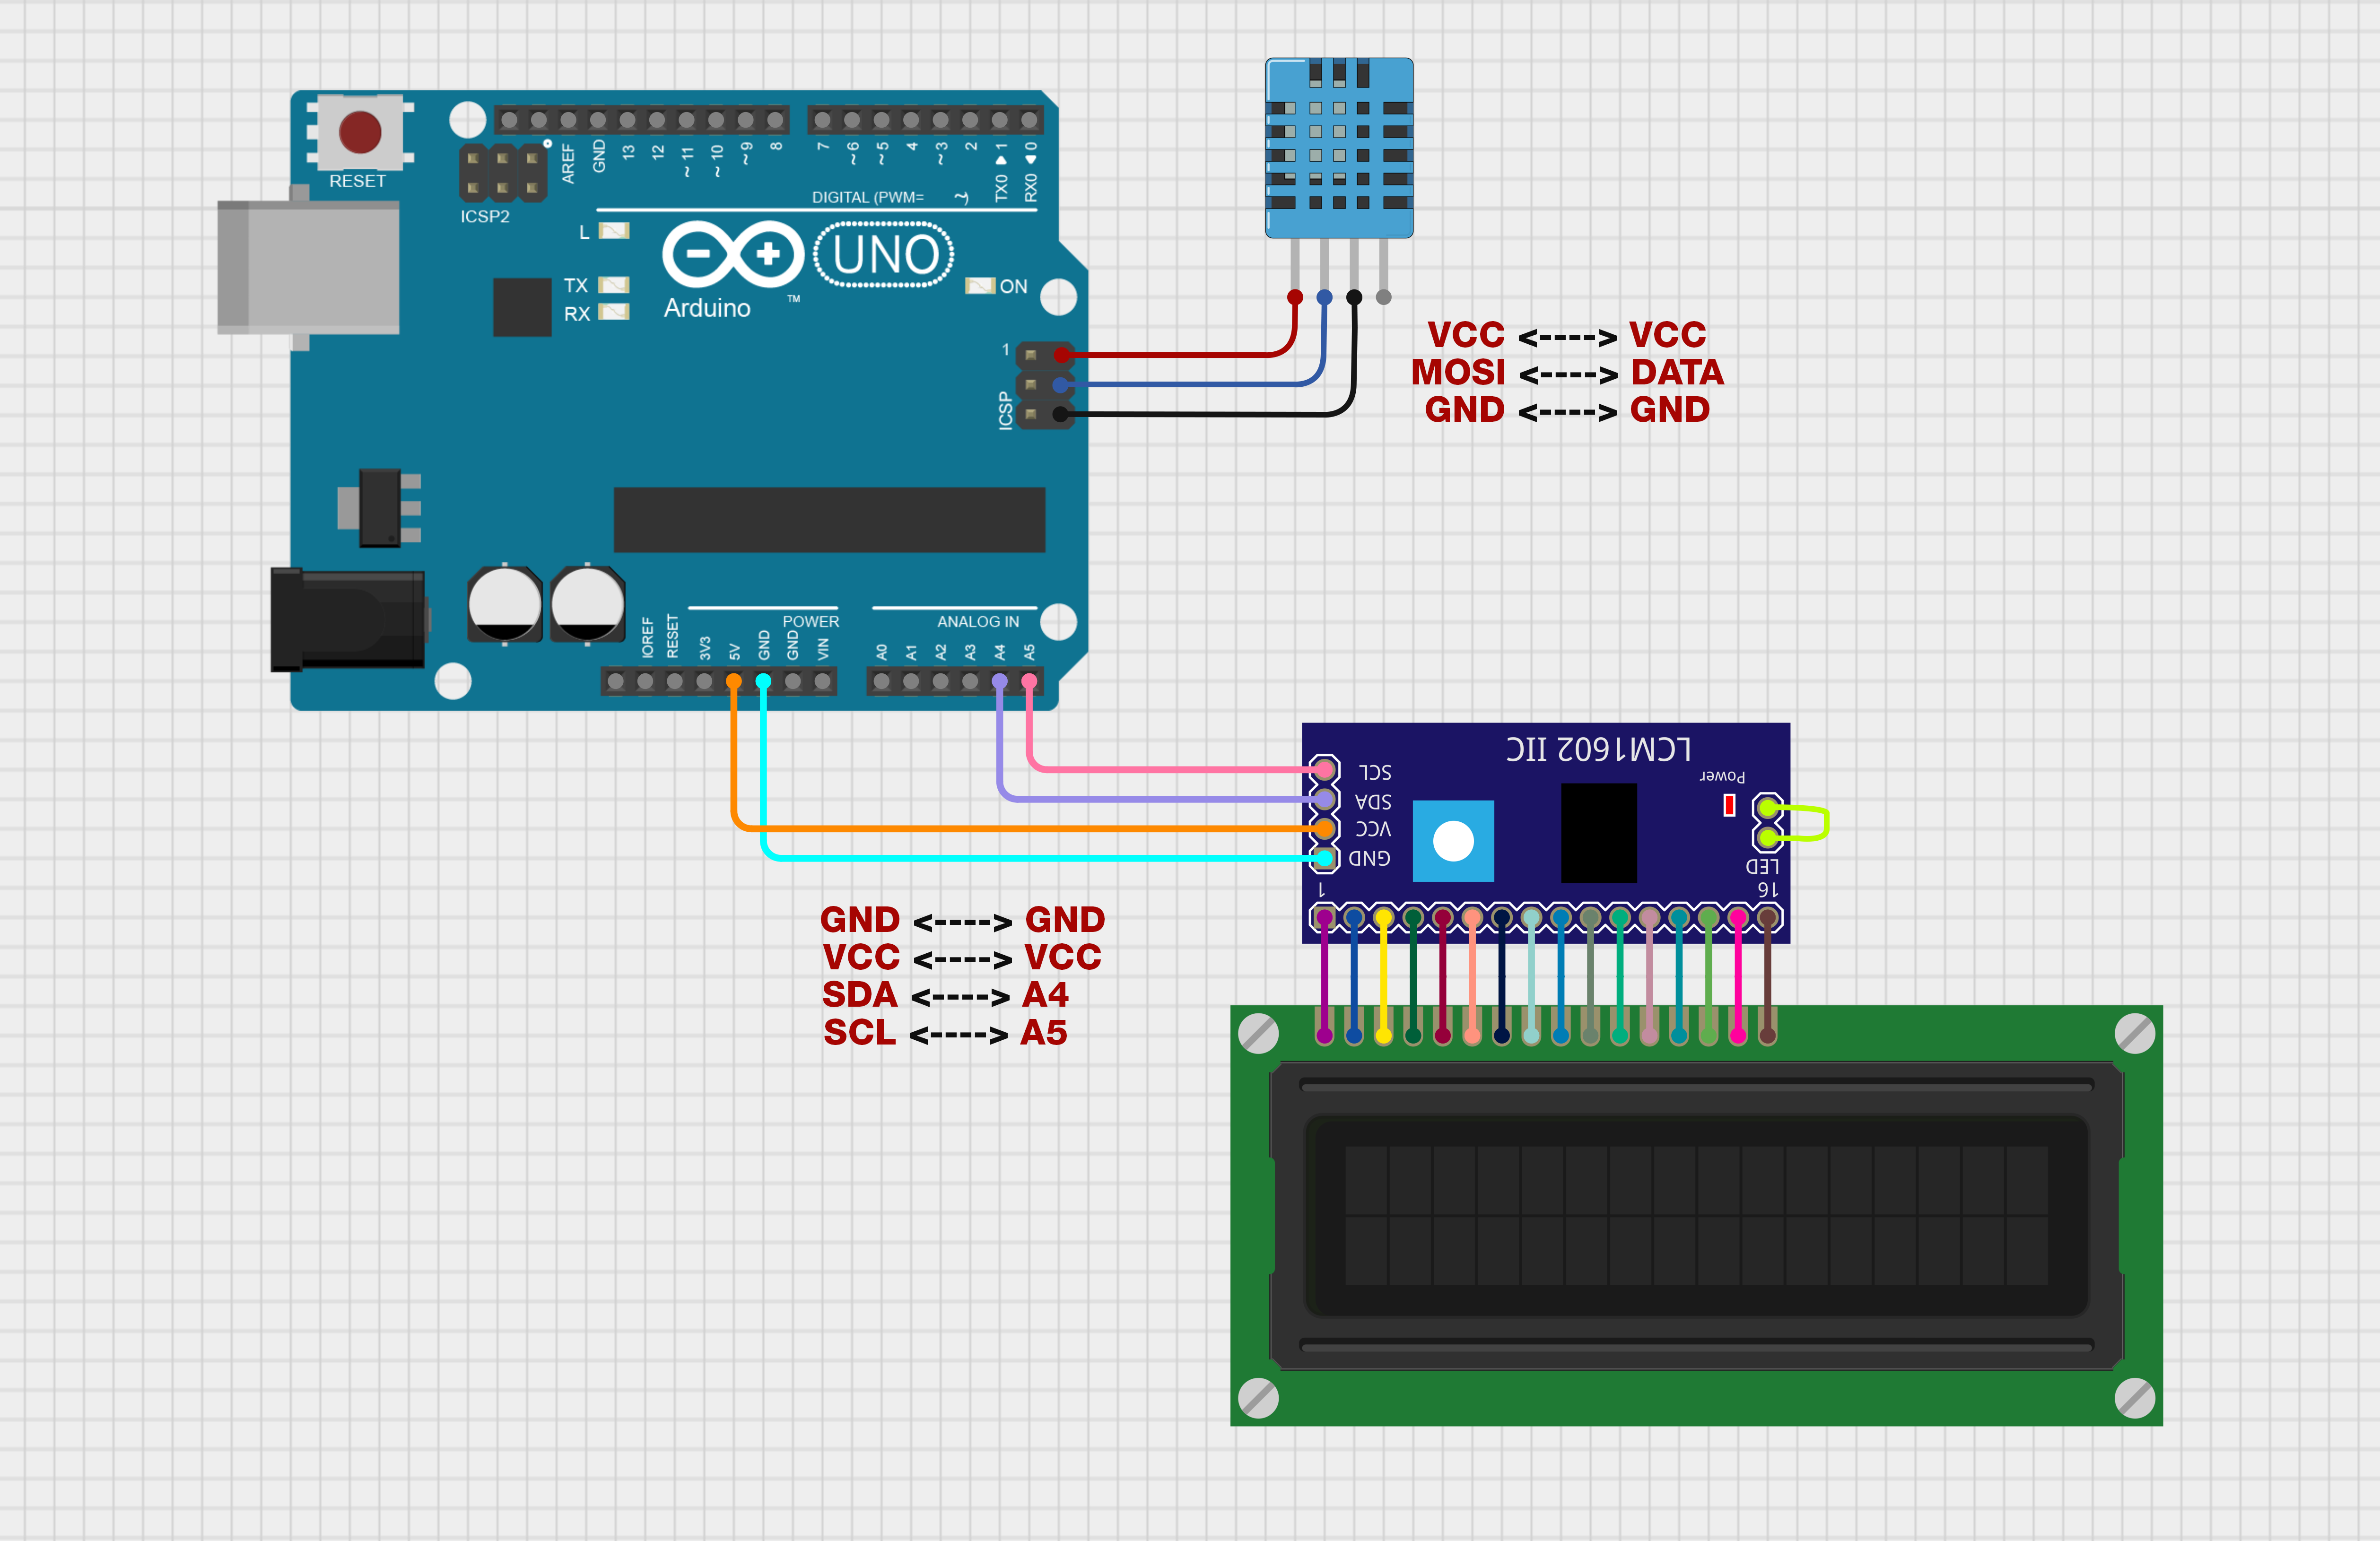 RESET
ICSP2
AREF
GND
13
12
~11
~10
~9
8
7
~6
~5
4
~3
2
TX0 1
RX0 0
DIGITAL (PWM= ~)
L
TX
RX
Arduino
TM
UNO
ON
1
ICSP
VCC <----> VCC
MOSI <----> DATA
GND <----> GND
IOREF
RESET
3V3
5V
GND
GND
VIN
POWER
A0
A1
A2
A3
A4
A5
ANALOG IN
LCM1602 IIC
SCL
SDA
VCC
GND
Power
LED
1
16
GND <----> GND
VCC <----> VCC
SDA <----> A4
SCL <----> A5